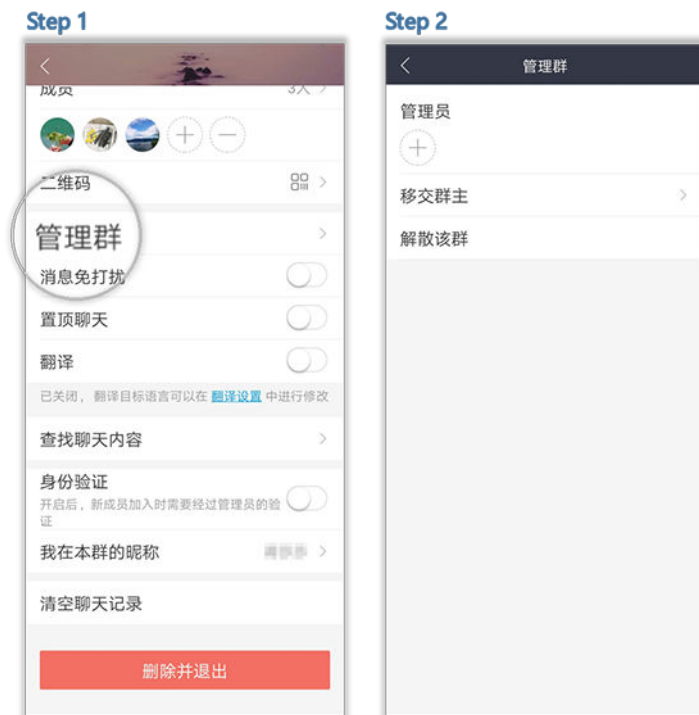 Step 1
成员 3人
二维码
管理群
消息免打扰
置顶聊天
翻译
已关闭，翻译目标语言可以在 翻译设置 中进行修改
查找聊天内容
身份验证
开启后，新成员加入时需要经过管理员的验
证
我在本群的昵称
清空聊天记录
删除并退出
Step 2
管理群
管理员
移交群主
解散该群